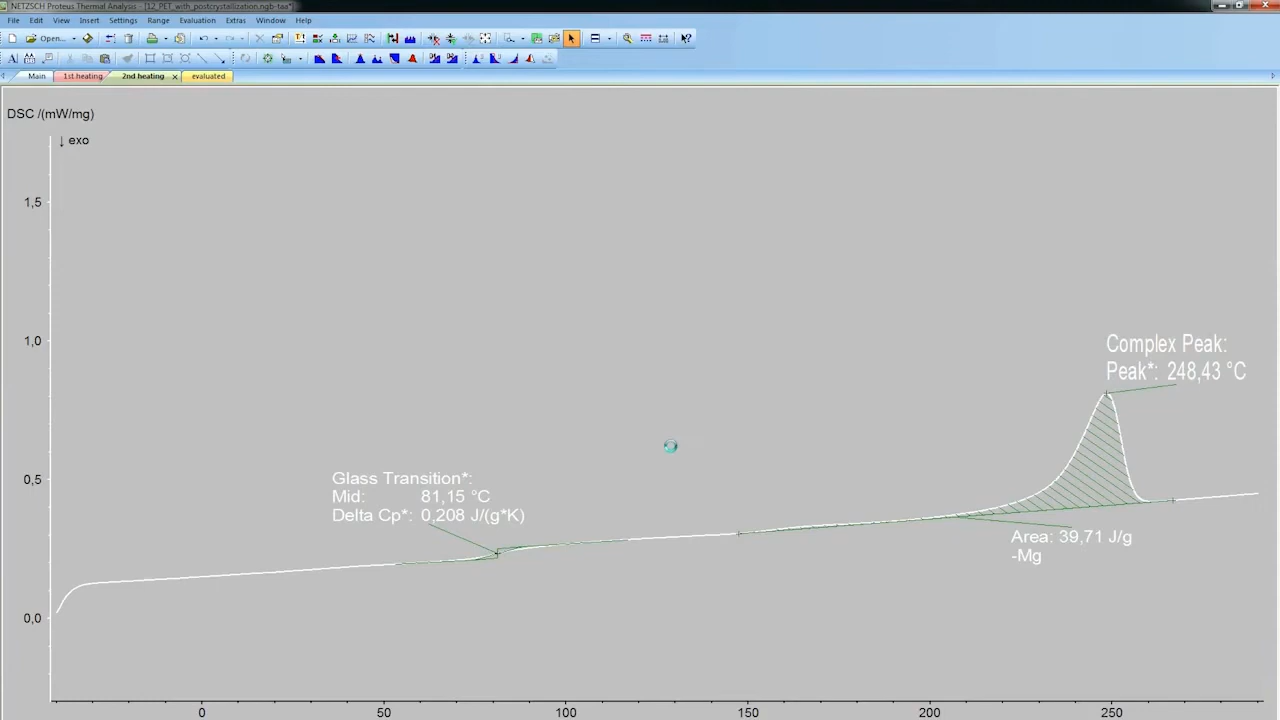 NETZSCH Proteus Thermal Analysis - [12_PET_with_postcrystallization.ngb-taa*]
File Edit View Insert Settings Range Evaluation Extras Window Help
Open...
Main 1st heating 2nd heating evaluated
DSC /(mW/mg)
↓ exo
1,5
1,0
Complex Peak:
Peak*: 248,43 °C
0,5
Glass Transition*:
Mid: 81,15 °C
Delta Cp*: 0,208 J/(g*K)
Area: 39,71 J/g
-Mg
0,0
0 50 100 150 200 250